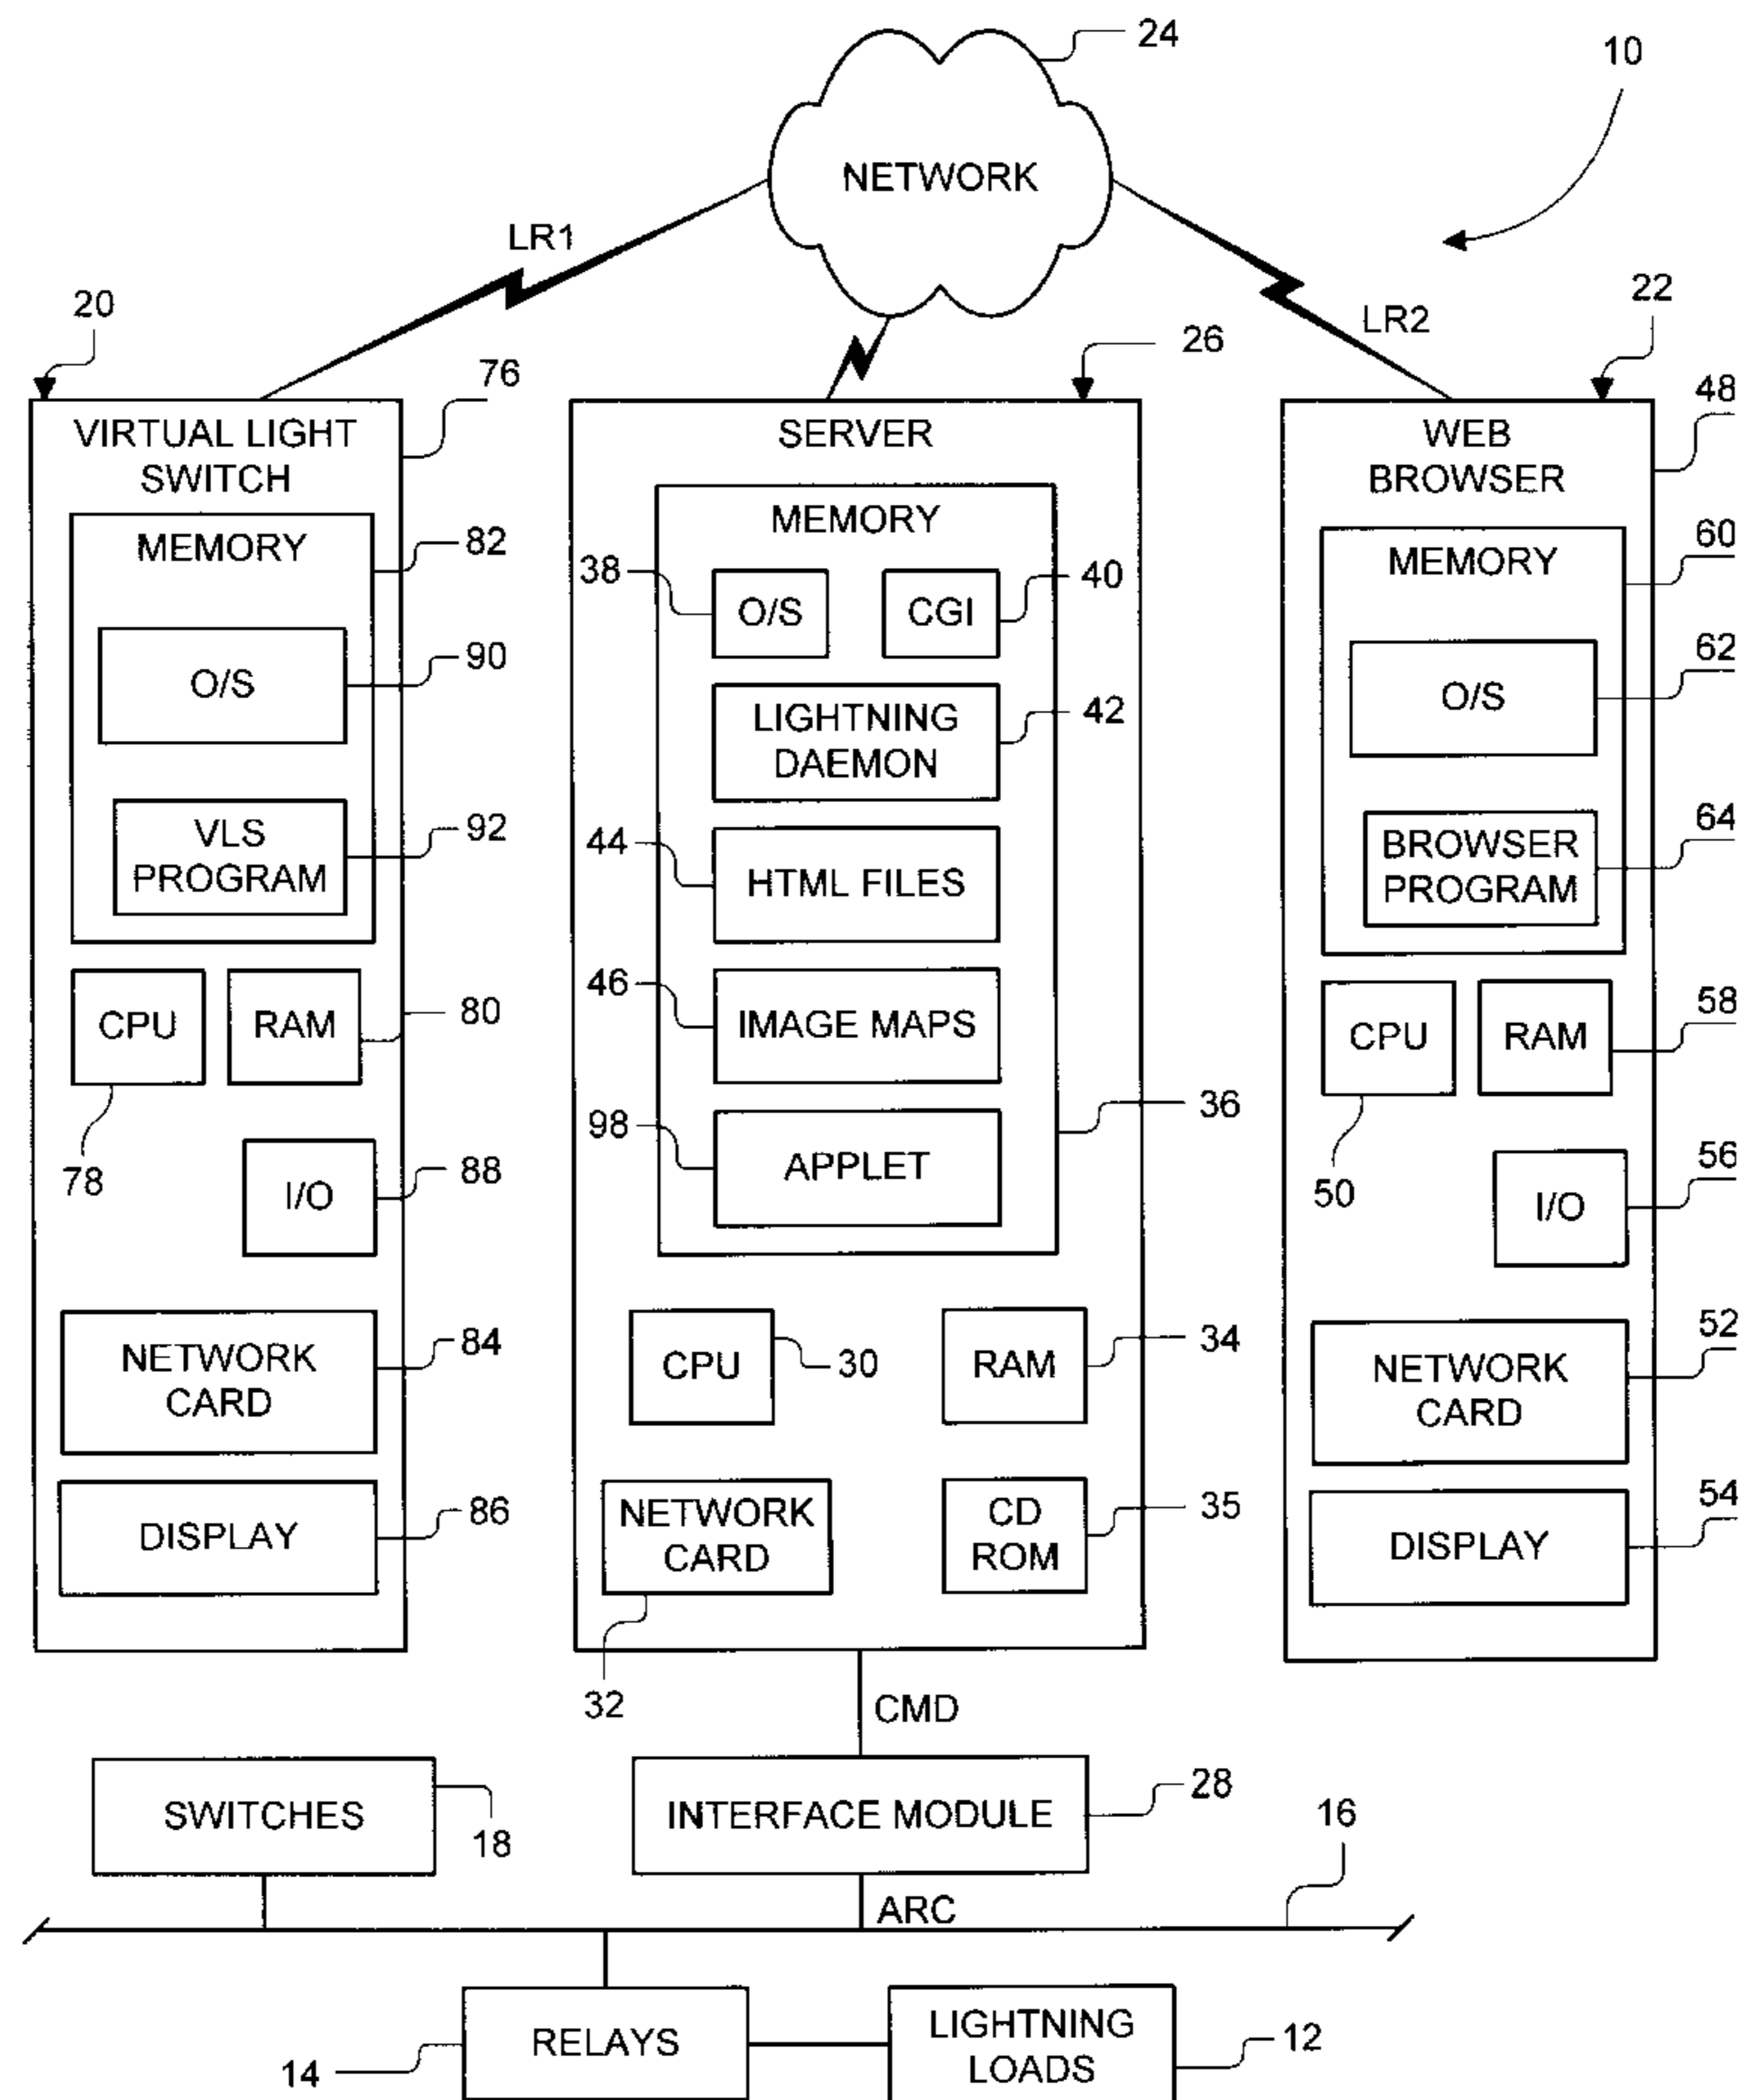 24
10
NETWORK
LR1
LR2
20
76
26
22
48
VIRTUAL LIGHT
SWITCH
MEMORY
82
O/S
90
VLS
PROGRAM
92
CPU
RAM
80
78
I/O
88
NETWORK
CARD
84
DISPLAY
86
SERVER
MEMORY
38
O/S
CGI
40
LIGHTNING
DAEMON
42
44
HTML FILES
46
IMAGE MAPS
98
APPLET
36
CPU
30
RAM
34
NETWORK
CARD
32
CD
ROM
35
WEB
BROWSER
MEMORY
60
O/S
62
BROWSER
PROGRAM
64
CPU
50
RAM
58
I/O
56
NETWORK
CARD
52
DISPLAY
54
CMD
SWITCHES
18
INTERFACE MODULE
28
16
ARC
RELAYS
14
LIGHTNING
LOADS
12